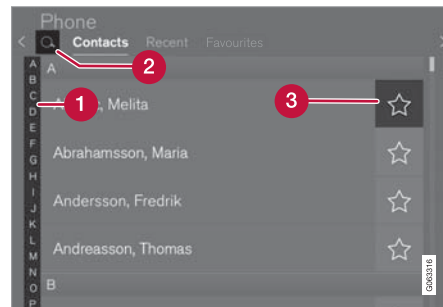 Phone
Contacts Recent Favourites
2
A
B
C
D
E
F
G
H
I
J
K
L
M
N
O
P
A
1
, Melita
3
Abrahamsson, Maria
Andersson, Fredrik
Andreasson, Thomas
B
G063316